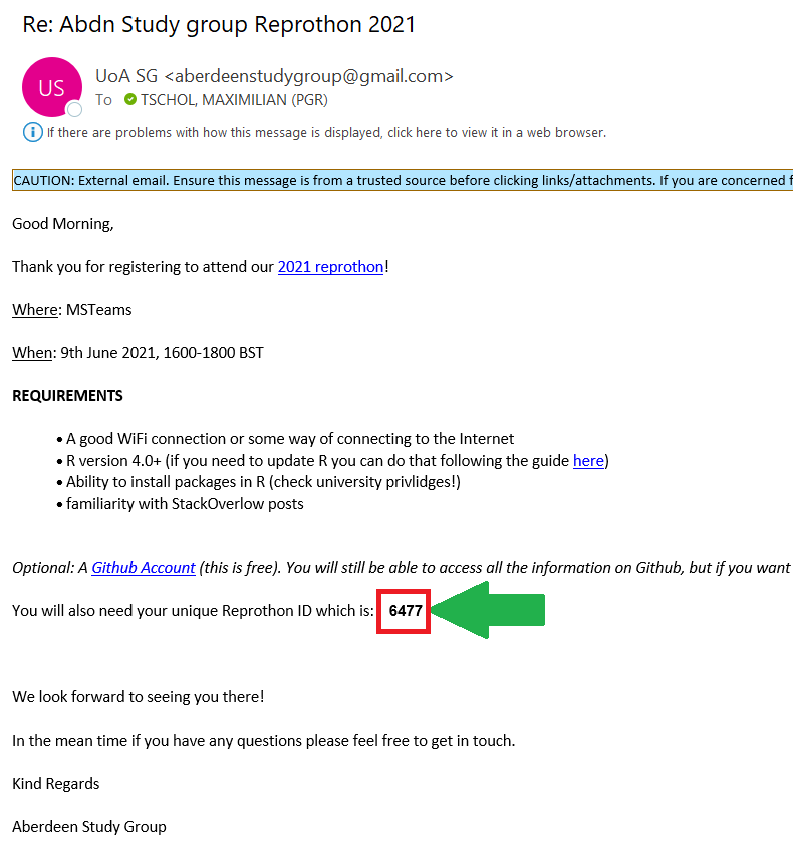 Re: Abdn Study group Reprothon 2021
US
UoA SG <aberdeenstudygroup@gmail.com>
To TSCHOL, MAXIMILIAN (PGR)
If there are problems with how this message is displayed, click here to view it in a web browser.
CAUTION: External email. Ensure this message is from a trusted source before clicking links/attachments. If you are concerned f
Good Morning,
Thank you for registering to attend our 2021 reprothon!
Where: MSTeams
When: 9th June 2021, 1600-1800 BST
REQUIREMENTS
• A good WiFi connection or some way of connecting to the Internet
• R version 4.0+ (if you need to update R you can do that following the guide here)
• Ability to install packages in R (check university privlidges!)
• familiarity with StackOverlow posts
Optional: A Github Account (this is free). You will still be able to access all the information on Github, but if you want
You will also need your unique Reprothon ID which is: 6477
We look forward to seeing you there!
In the mean time if you have any questions please feel free to get in touch.
Kind Regards
Aberdeen Study Group